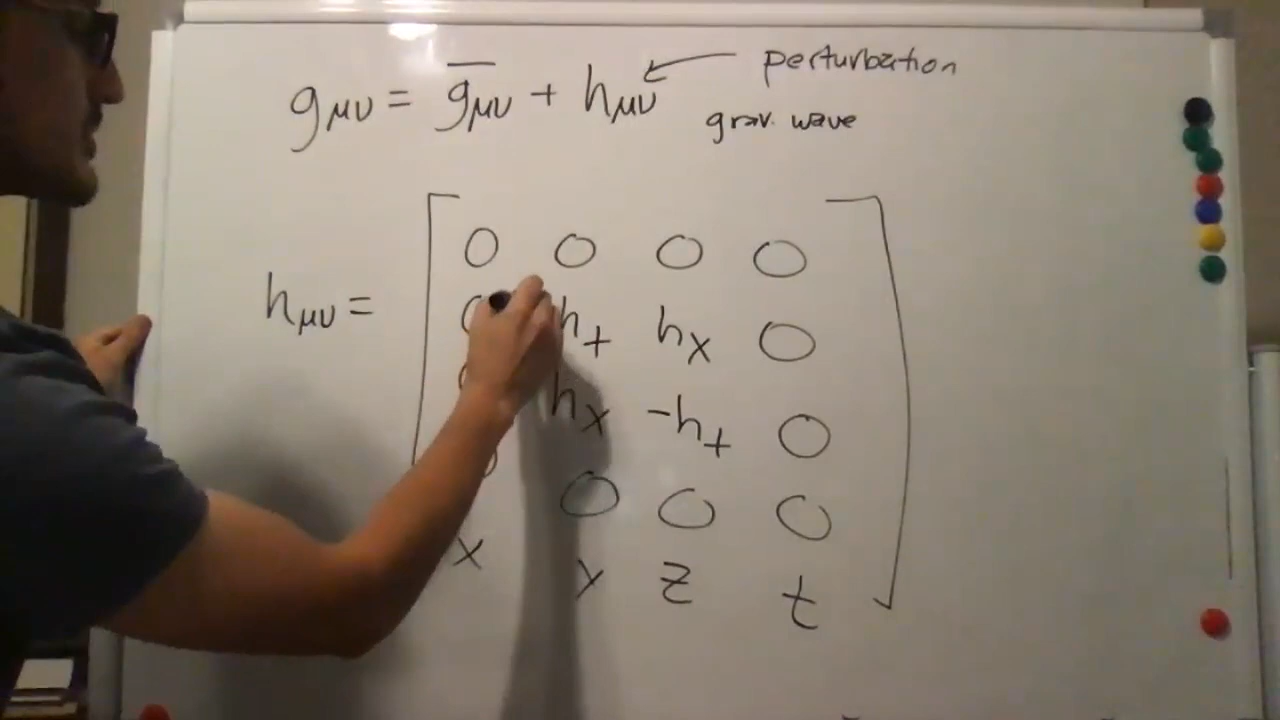 gμν = g̅μν + hμν ← perturbation
grav. wave
0 0 0 0
hμν = 0 h+ hx 0
0 hx -h+ 0
0 0 0 0
x y z t